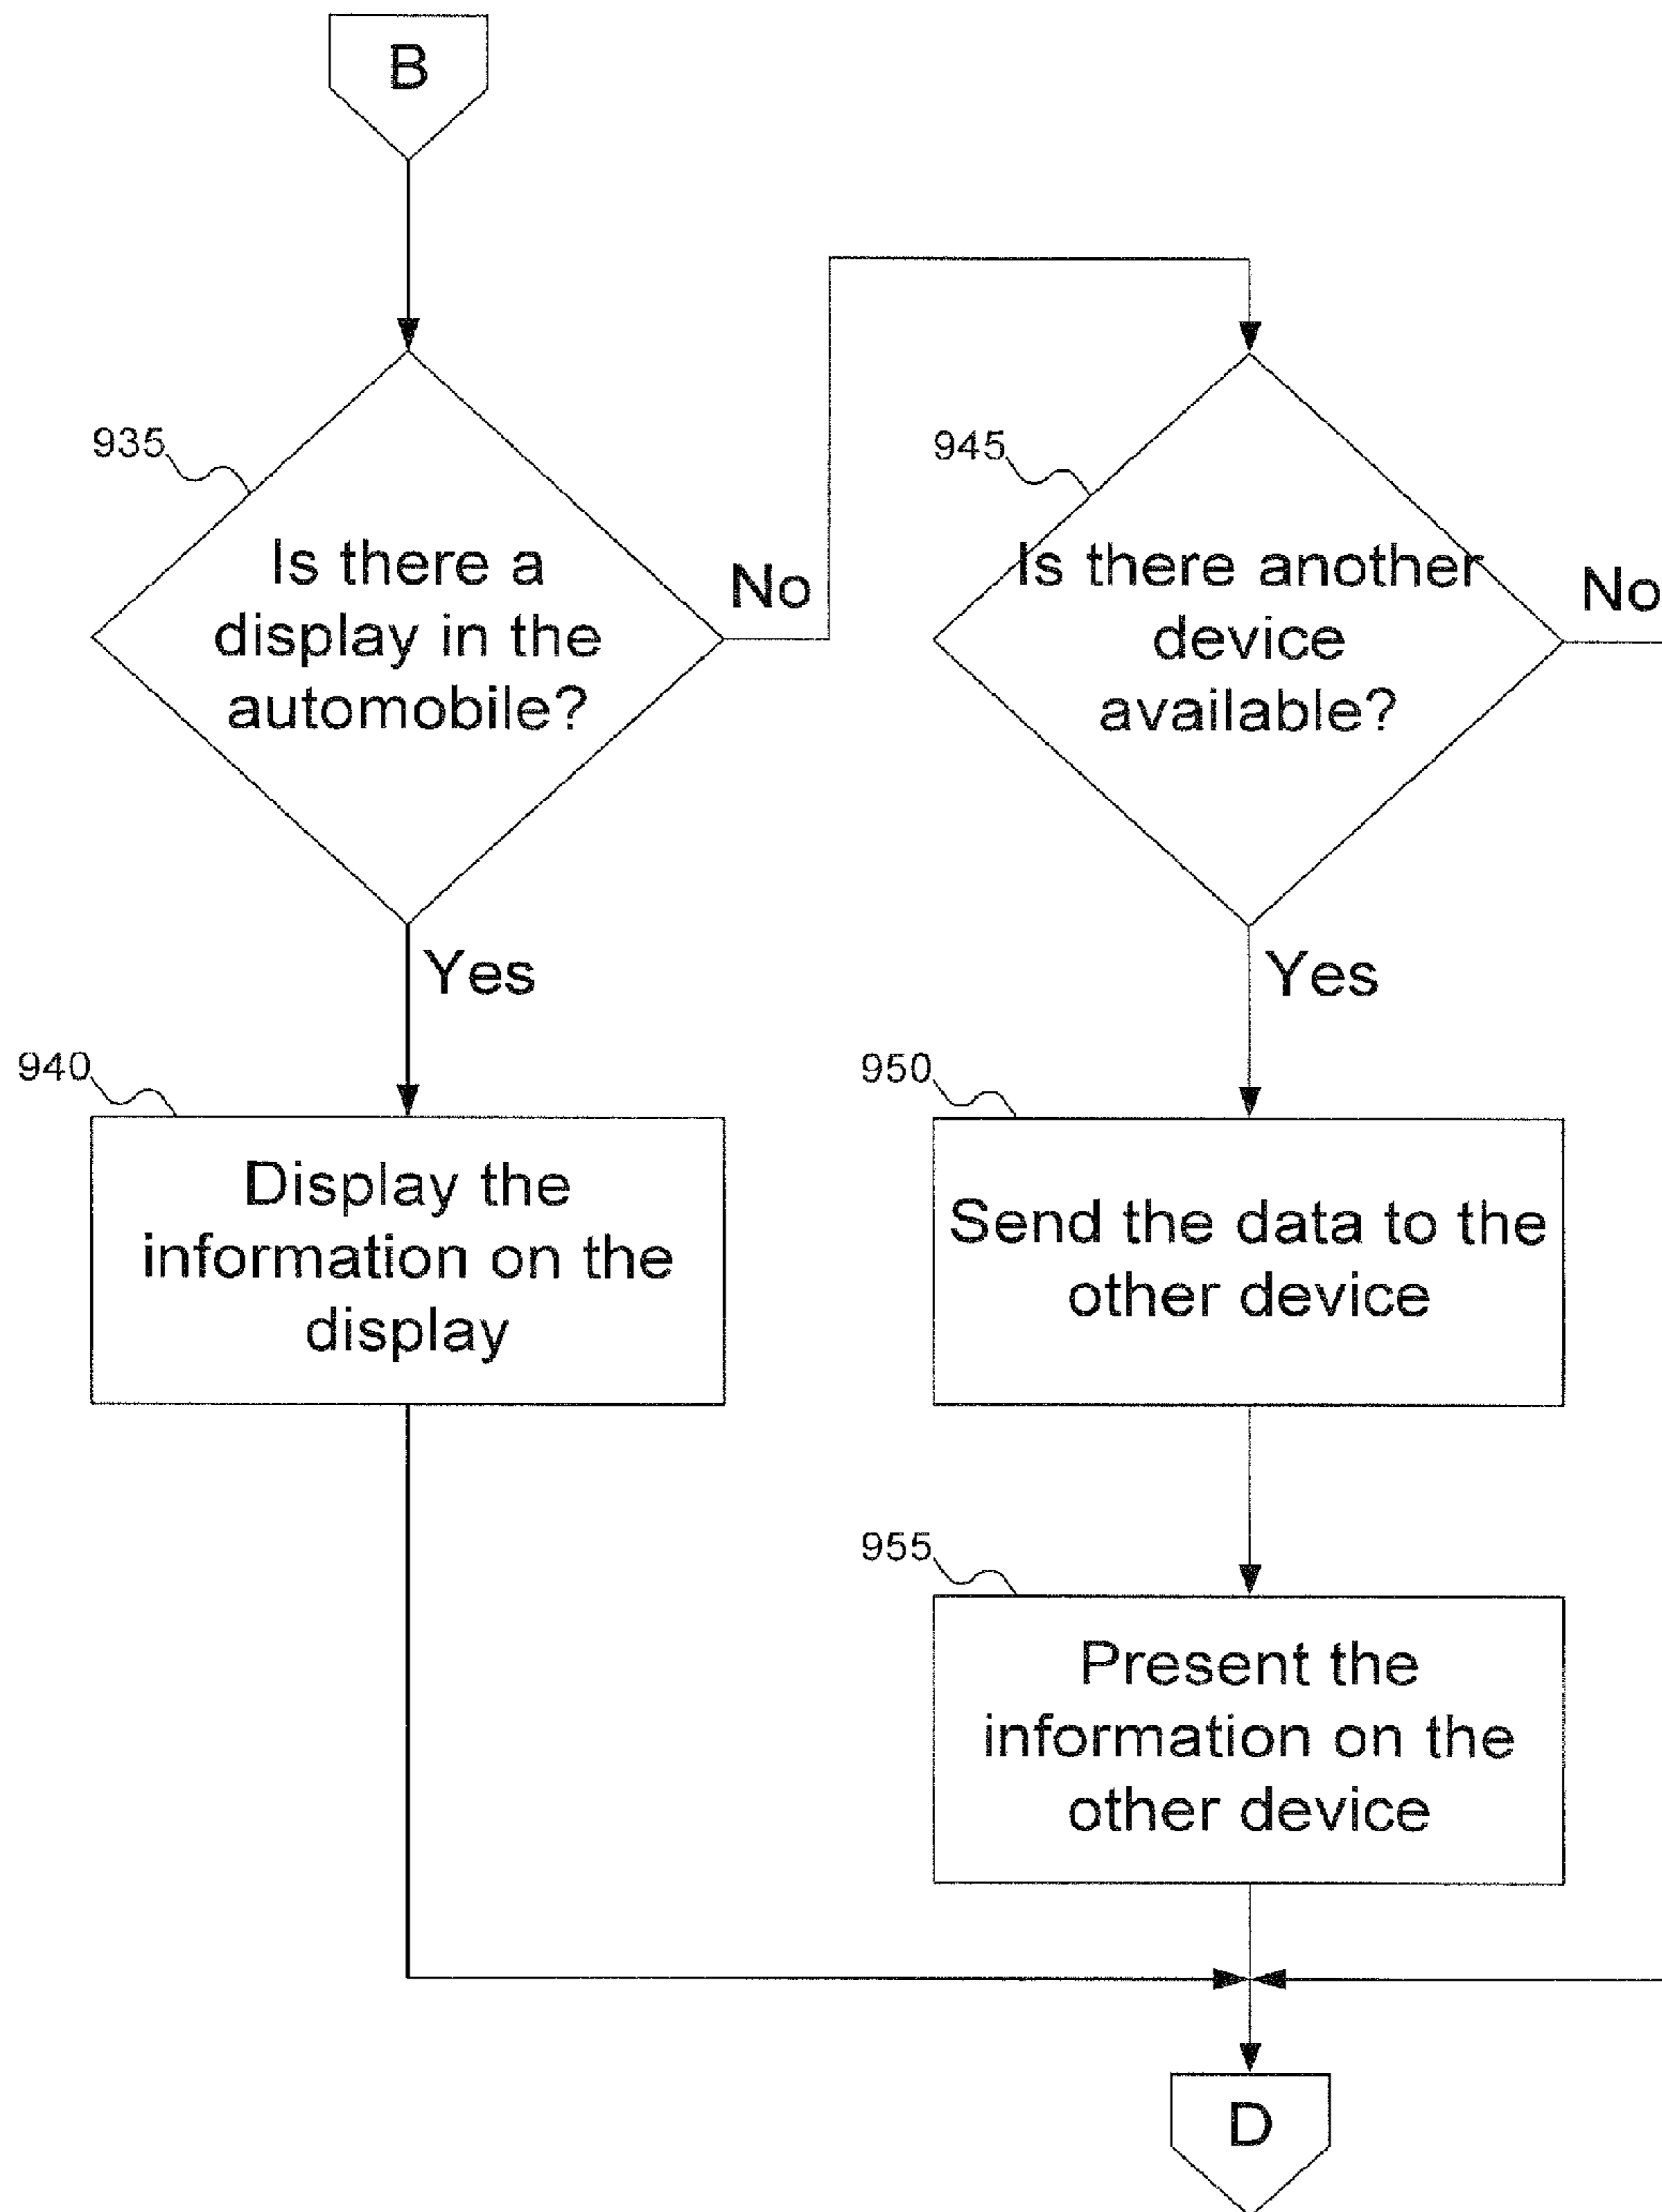 B
935
Is there a
display in the
automobile?
No
Yes
945
Is there another
device
available?
No
Yes
940
Display the
information on the
display
950
Send the data to the
other device
955
Present the
information on the
other device
D